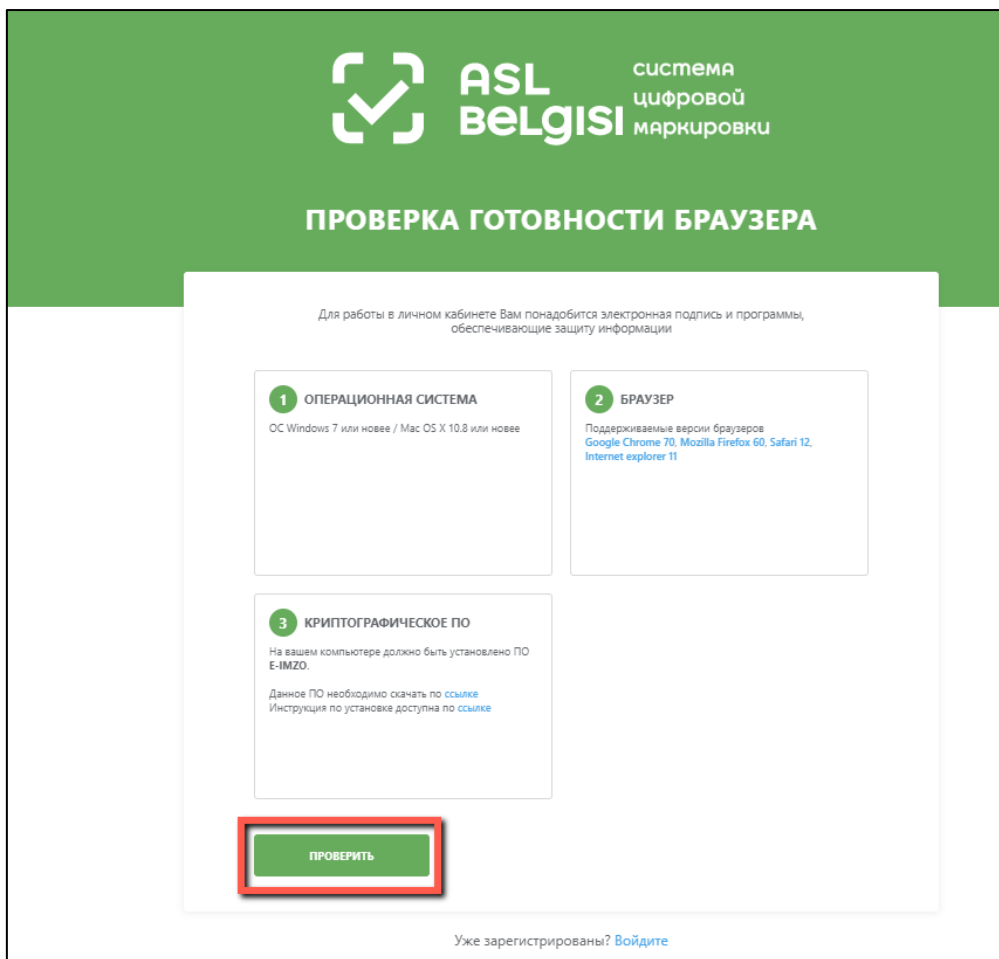 ASL BELGISI
система
цифровой
маркировки
ПРОВЕРКА ГОТОВНОСТИ БРАУЗЕРА
Для работы в личном кабинете Вам понадобится электронная подпись и программы,
обеспечивающие защиту информации
1 ОПЕРАЦИОННАЯ СИСТЕМА
ОС Windows 7 или новее / Mac OS X 10.8 или новее
2 БРАУЗЕР
Поддерживаемые версии браузеров
Google Chrome 70, Mozilla Firefox 60, Safari 12,
Internet explorer 11
3 КРИПТОГРАФИЧЕСКОЕ ПО
На вашем компьютере должно быть установлено ПО
E-IMZO.
Данное ПО необходимо скачать по ссылке
Инструкция по установке доступна по ссылке
ПРОВЕРИТЬ
Уже зарегистрированы? Войдите